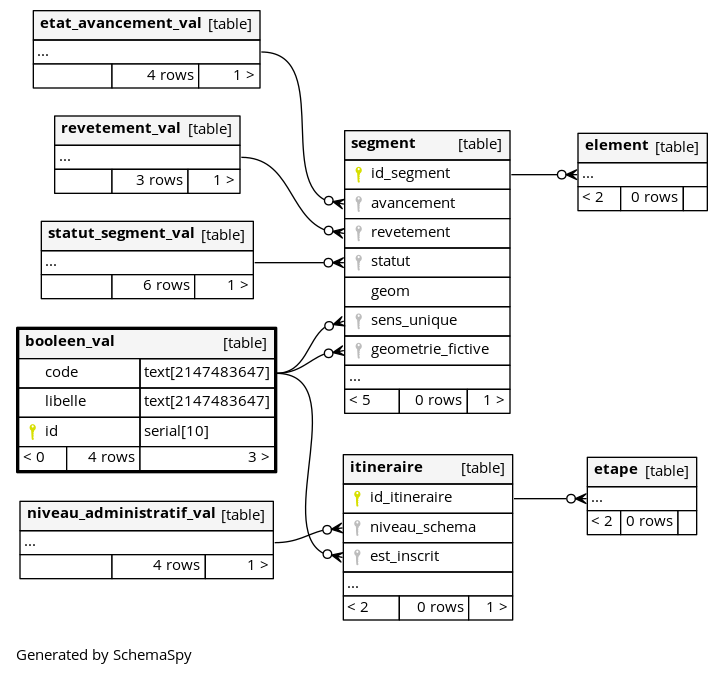 etat_avancement_val [table]
...
4 rows 1 >
revetement_val [table]
...
3 rows 1 >
statut_segment_val [table]
...
6 rows 1 >
booleen_val [table]
code text[2147483647]
libelle text[2147483647]
id serial[10]
< 0 4 rows 3 >
niveau_administratif_val [table]
...
4 rows 1 >
segment [table]
id_segment
avancement
revetement
statut
geom
sens_unique
geometrie_fictive
...
< 5 0 rows 1 >
itineraire [table]
id_itineraire
niveau_schema
est_inscrit
...
< 2 0 rows 1 >
element [table]
...
< 2 0 rows
etape [table]
...
< 2 0 rows
Generated by SchemaSpy